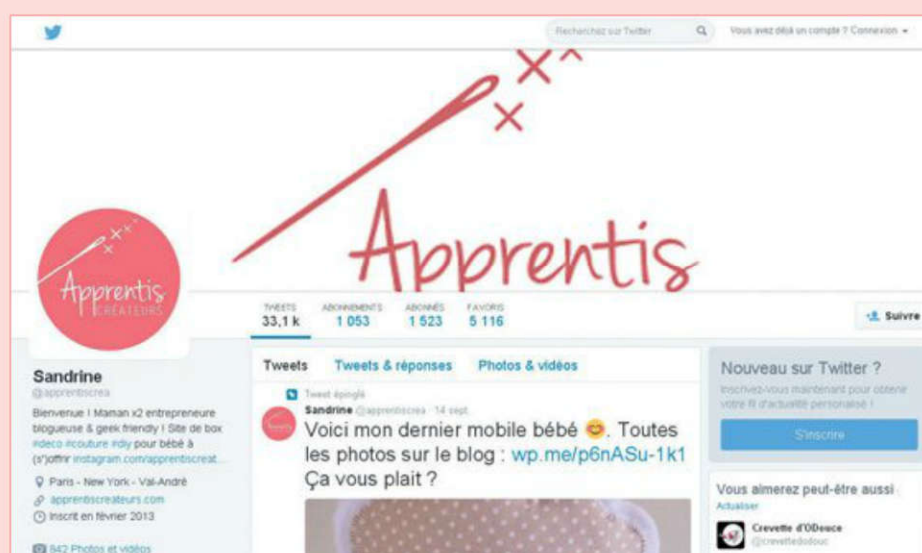 Recherchez sur Twitter
Vous avez déjà un compte ? Connexion
Apprentis
Apprentis
CRÉATEURS
TWEETS ABONNEMENTS ABONNÉS FAVORIS
33,1 k 1 053 1 523 5 116
Suivre
Sandrine
@apprentiscrea
Bienvenue ! Maman x2 entrepreneure
blogueuse & geek friendly ! Site de box
#deco #couture #diy pour bébé à
(s')offrir instagram.com/apprentiscreat...
Paris - New York - Val-André
apprentiscreateurs.com
Inscrit en février 2013
842 Photos et vidéos
Tweets Tweets & réponses Photos & vidéos
Tweet épinglé
Sandrine @apprentiscrea · 14 sept.
Voici mon dernier mobile bébé 😊. Toutes
les photos sur le blog : wp.me/p6nASu-1k1
Ça vous plait ?
Nouveau sur Twitter ?
Inscrivez-vous maintenant pour obtenir
votre fil d'actualité personnalisé !
S'inscrire
Vous aimerez peut-être aussi
Actualiser
Crevette d'ODouce
@crevettedodouc